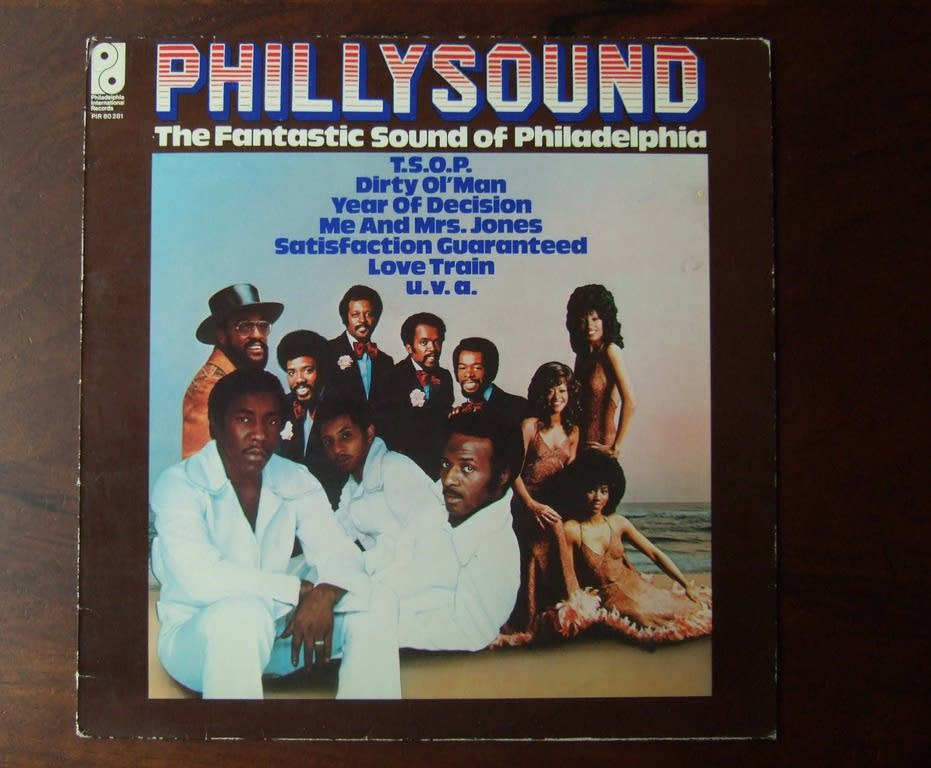 Philadelphia
International
Records
PIR 80 281
PHILLYSOUND
The Fantastic Sound of Philadelphia
T.S.O.P.
Dirty Ol'Man
Year Of Decision
Me And Mrs. Jones
Satisfaction Guaranteed
Love Train
u.v.a.